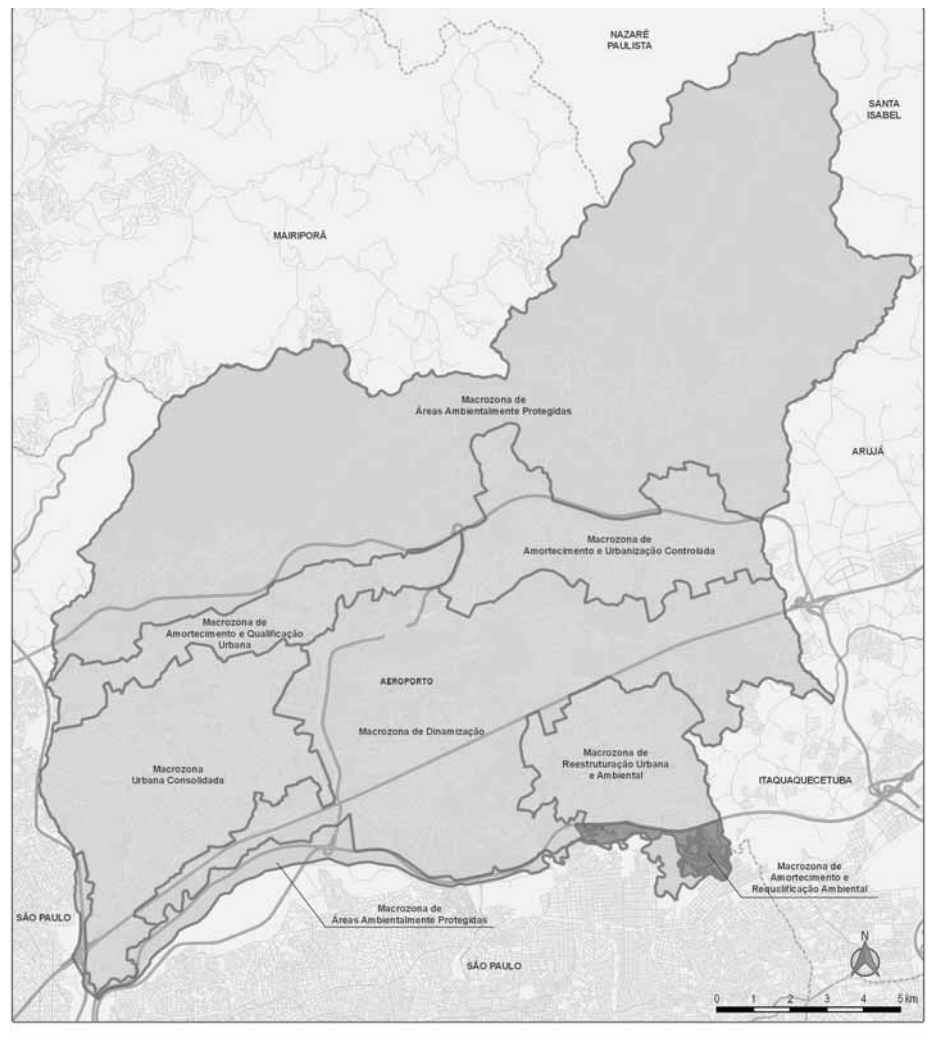 NAZARÉ
PAULISTA
SANTA
ISABEL
MAIRIPORÃ
Macrozona de
Áreas Ambientalmente Protegidas
ARUJÁ
Macrozona de
Amortecimento e Urbanização Controlada
Macrozona de
Amortecimento e Qualificação
Urbana
AEROPORTO
Macrozona de Dinamização
Macrozona de
Reestruturação Urbana
e Ambiental
Macrozona
Urbana Consolidada
ITAQUAQUECETUBA
Macrozona de
Amortecimento e
Requalificação Ambiental
Macrozona de
Áreas Ambientalmente Protegidas
SÃO PAULO
SÃO PAULO
N
0 1 2 3 4 5 km